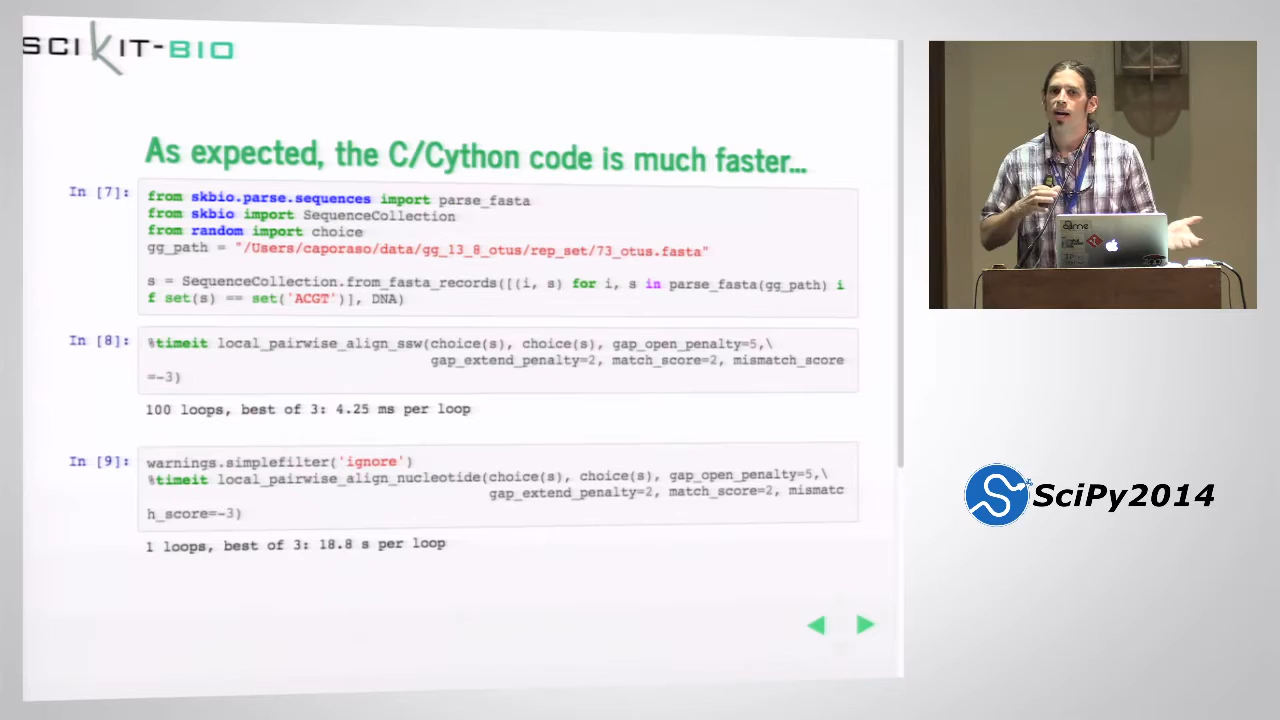 SCIKIT-BIO
As expected, the C/Cython code is much faster...
In [7]:
from skbio.parse.sequences import parse_fasta
from skbio import SequenceCollection
from random import choice
gg_path = "/Users/caporaso/data/gg_13_8_otus/rep_set/73_otus.fasta"
s = SequenceCollection.from_fasta_records([(i, s) for i, s in parse_fasta(gg_path) i
f set(s) == set('ACGT')], DNA)
In [8]:
%timeit local_pairwise_align_ssw(choice(s), choice(s), gap_open_penalty=5,\
gap_extend_penalty=2, match_score=2, mismatch_score
=-3)
100 loops, best of 3: 4.25 ms per loop
In [9]:
warnings.simplefilter('ignore')
%timeit local_pairwise_align_nucleotide(choice(s), choice(s), gap_open_penalty=5,\
gap_extend_penalty=2, match_score=2, mismatc
h_score=-3)
1 loops, best of 3: 18.8 s per loop
SciPy2014